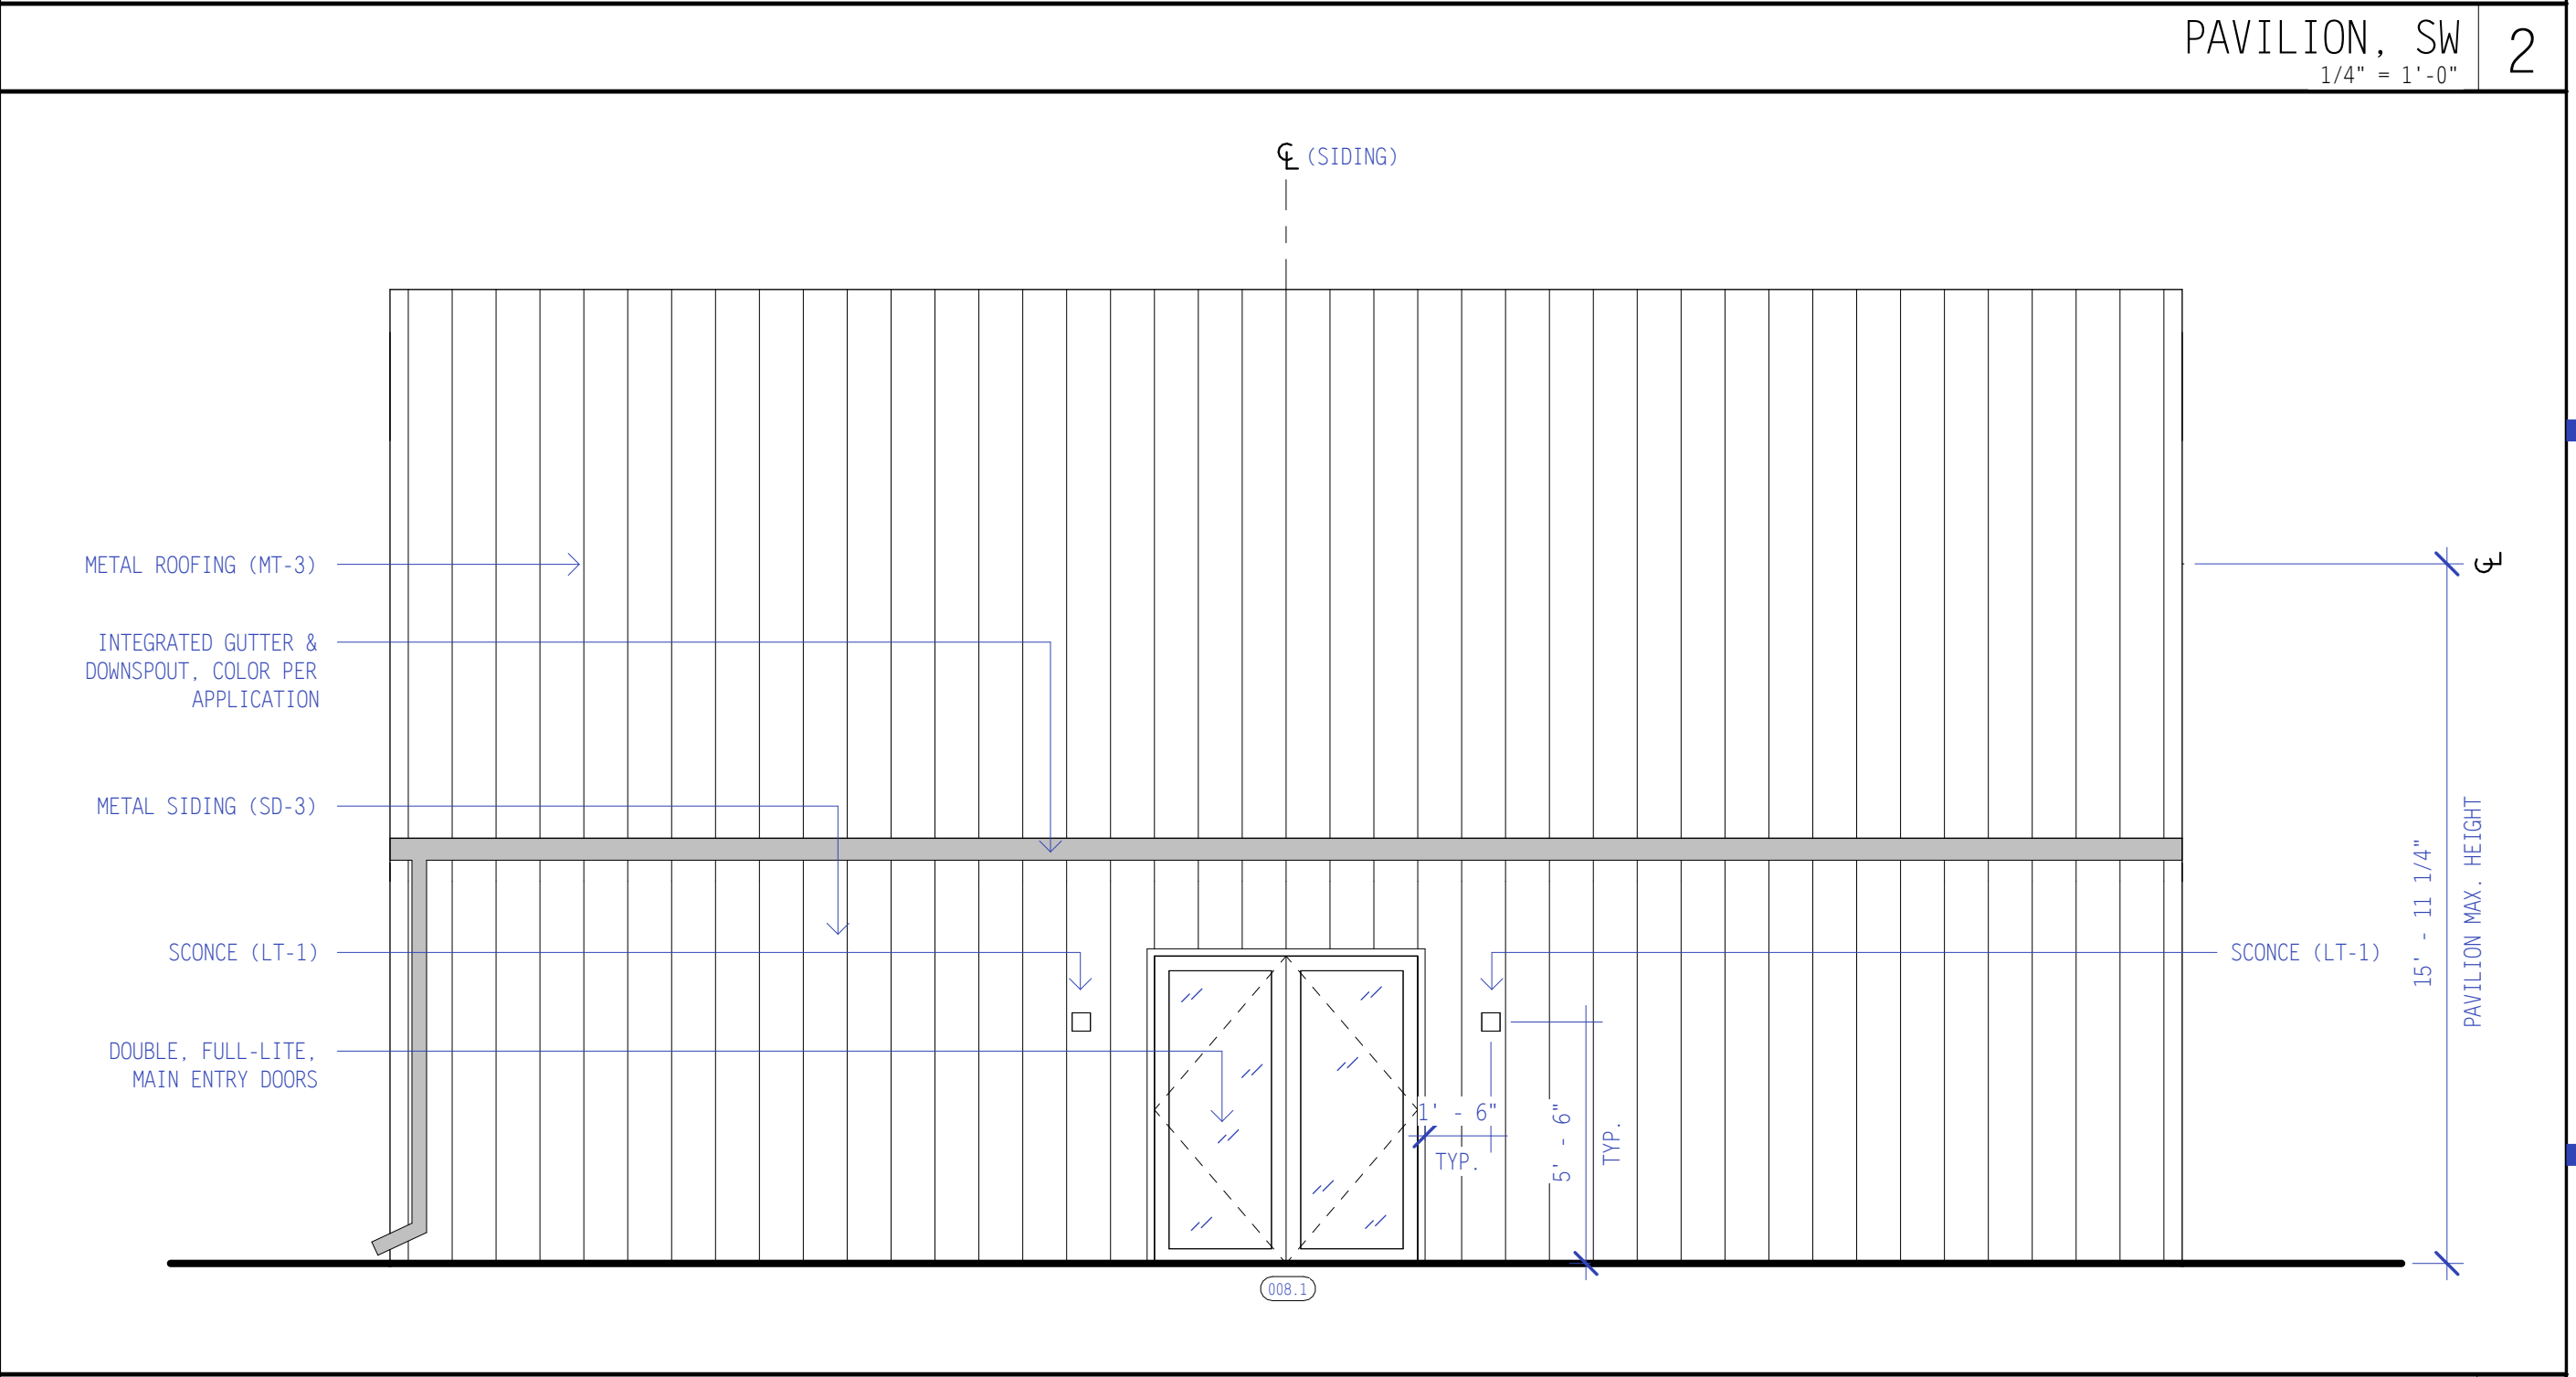 PAVILION, SW
1/4" = 1'-0"
2
℄ (SIDING)
METAL ROOFING (MT-3)
℄
INTEGRATED GUTTER &
DOWNSPOUT, COLOR PER
APPLICATION
METAL SIDING (SD-3)
15' - 11 1/4"
PAVILION MAX. HEIGHT
SCONCE (LT-1)
SCONCE (LT-1)
DOUBLE, FULL-LITE,
MAIN ENTRY DOORS
1' - 6"
TYP.
5' - 6"
TYP.
008.1